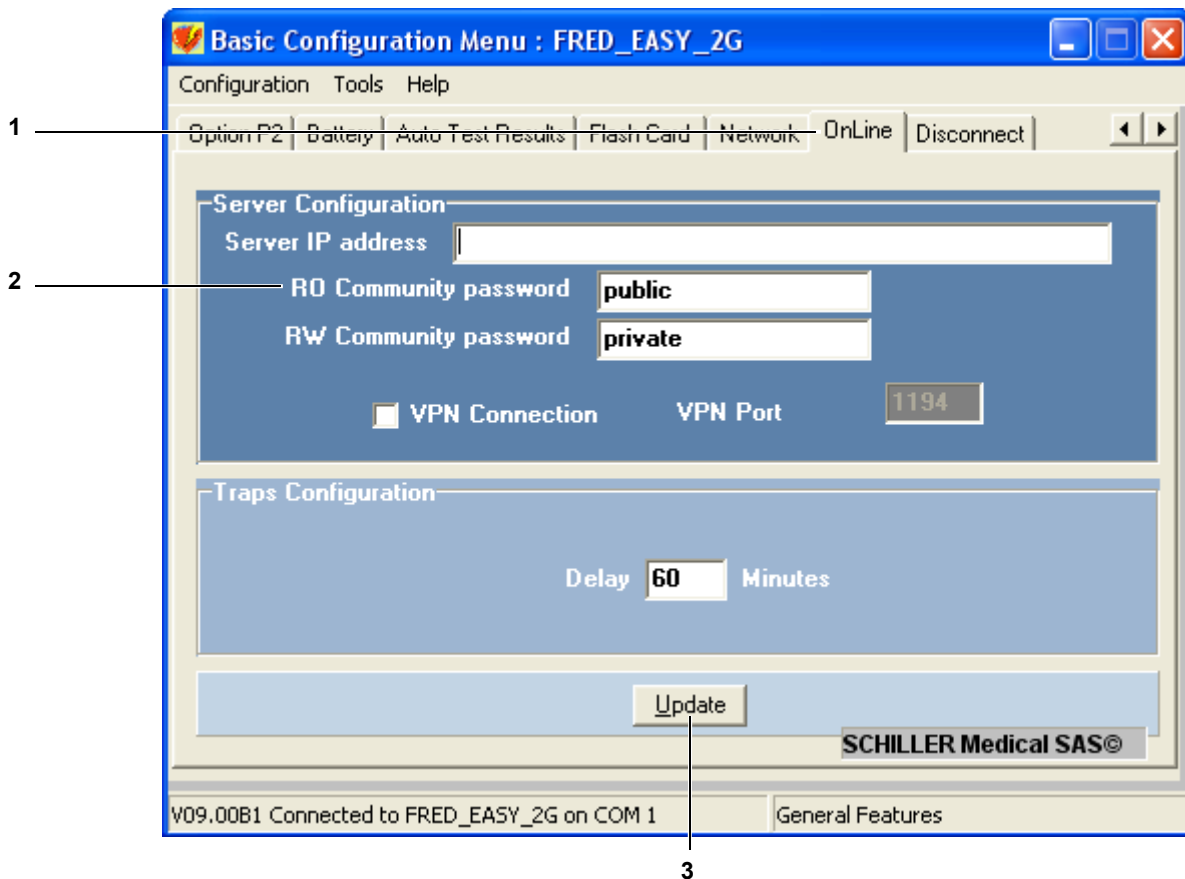 Basic Configuration Menu : FRED_EASY_2G
Configuration Tools Help
1
Option P2 Battery Auto Test Results Flash Card Network OnLine Disconnect
Server Configuration
Server IP address
2
RO Community password public
RW Community password private
VPN Connection VPN Port 1194
Traps Configuration
Delay 60 Minutes
Update
SCHILLER Medical SAS©
V09.00B1 Connected to FRED_EASY_2G on COM 1 General Features
3